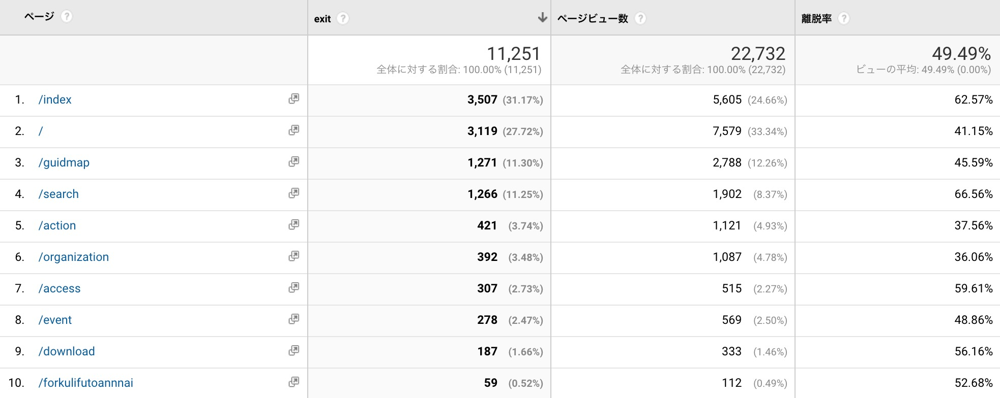 ページ ? exit ? ページビュー数 ? 離脱率 ?
11,251 22,732 49.49%
全体に対する割合: 100.00% (11,251) 全体に対する割合: 100.00% (22,732) ビューの平均: 49.49% (0.00%)
1. /index 3,507 (31.17%) 5,605 (24.66%) 62.57%
2. / 3,119 (27.72%) 7,579 (33.34%) 41.15%
3. /guidmap 1,271 (11.30%) 2,788 (12.26%) 45.59%
4. /search 1,266 (11.25%) 1,902 (8.37%) 66.56%
5. /action 421 (3.74%) 1,121 (4.93%) 37.56%
6. /organization 392 (3.48%) 1,087 (4.78%) 36.06%
7. /access 307 (2.73%) 515 (2.27%) 59.61%
8. /event 278 (2.47%) 569 (2.50%) 48.86%
9. /download 187 (1.66%) 333 (1.46%) 56.16%
10. /forkulifutoannnai 59 (0.52%) 112 (0.49%) 52.68%